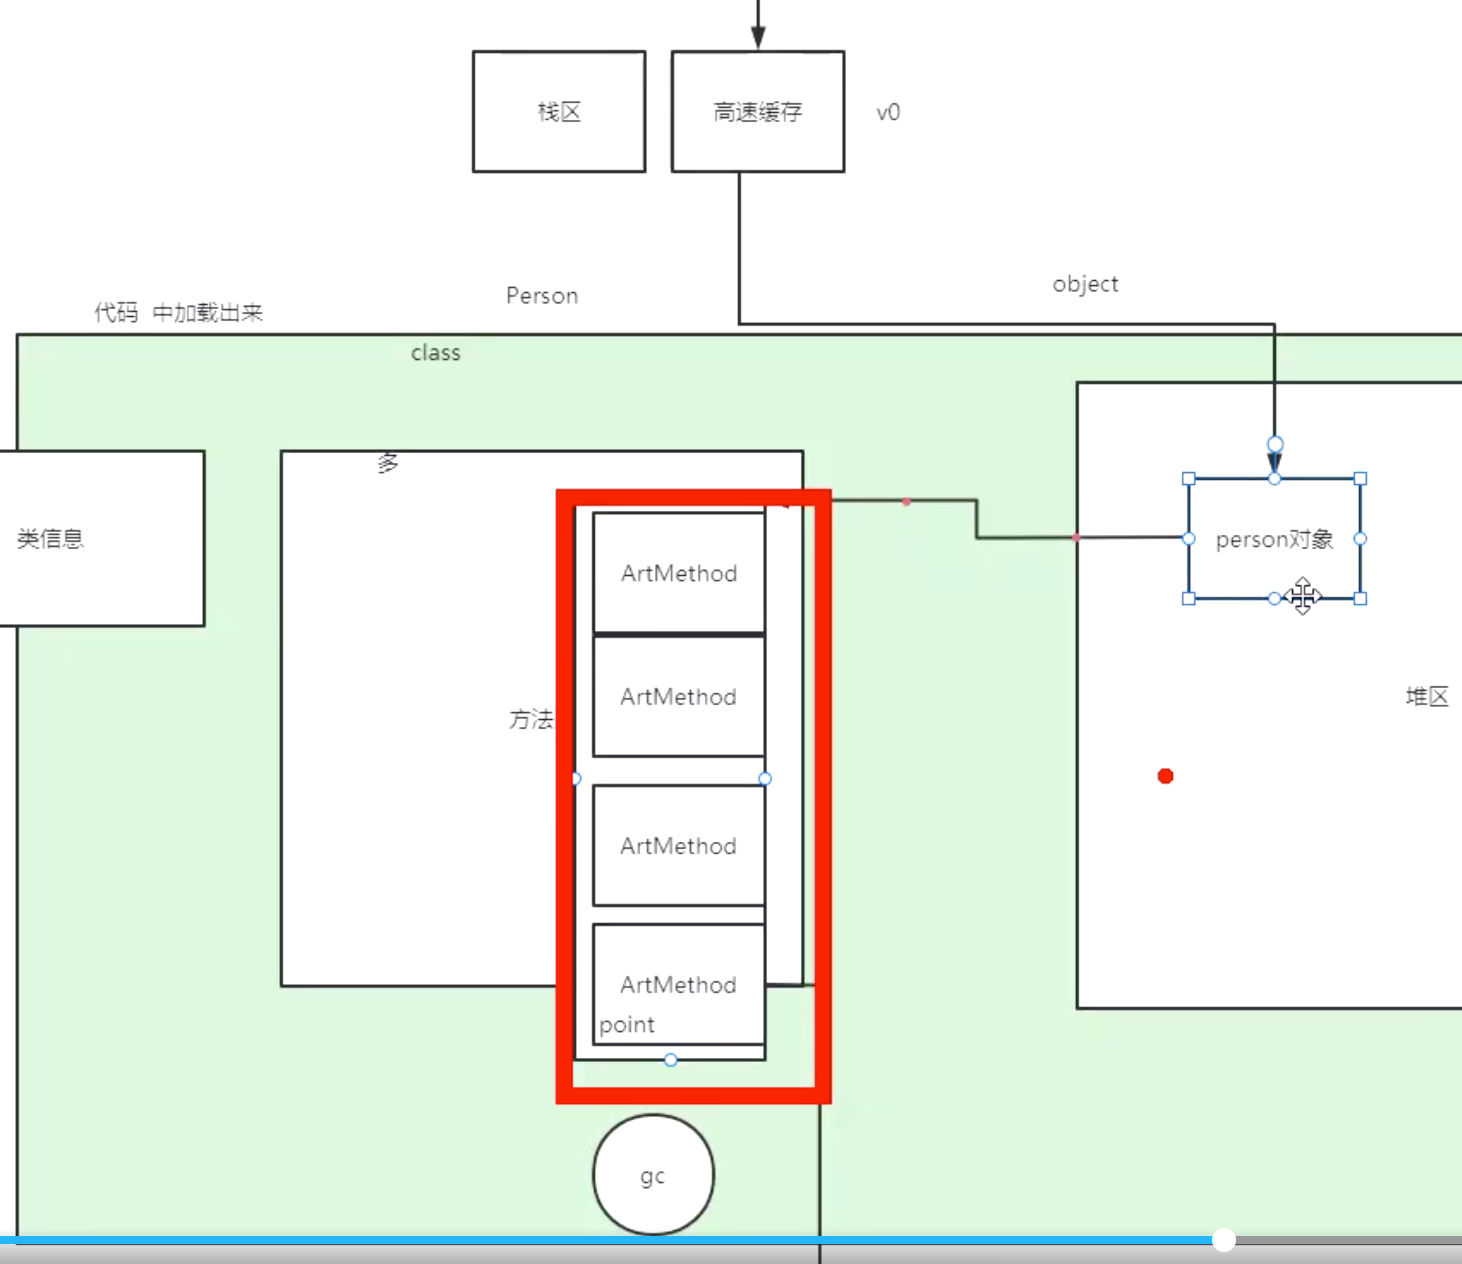 栈区
高速缓存
v0
object
Person
代码 中加载出来
class
多
类信息
person对象
ArtMethod
ArtMethod
方法
堆区
ArtMethod
ArtMethod
point
gc